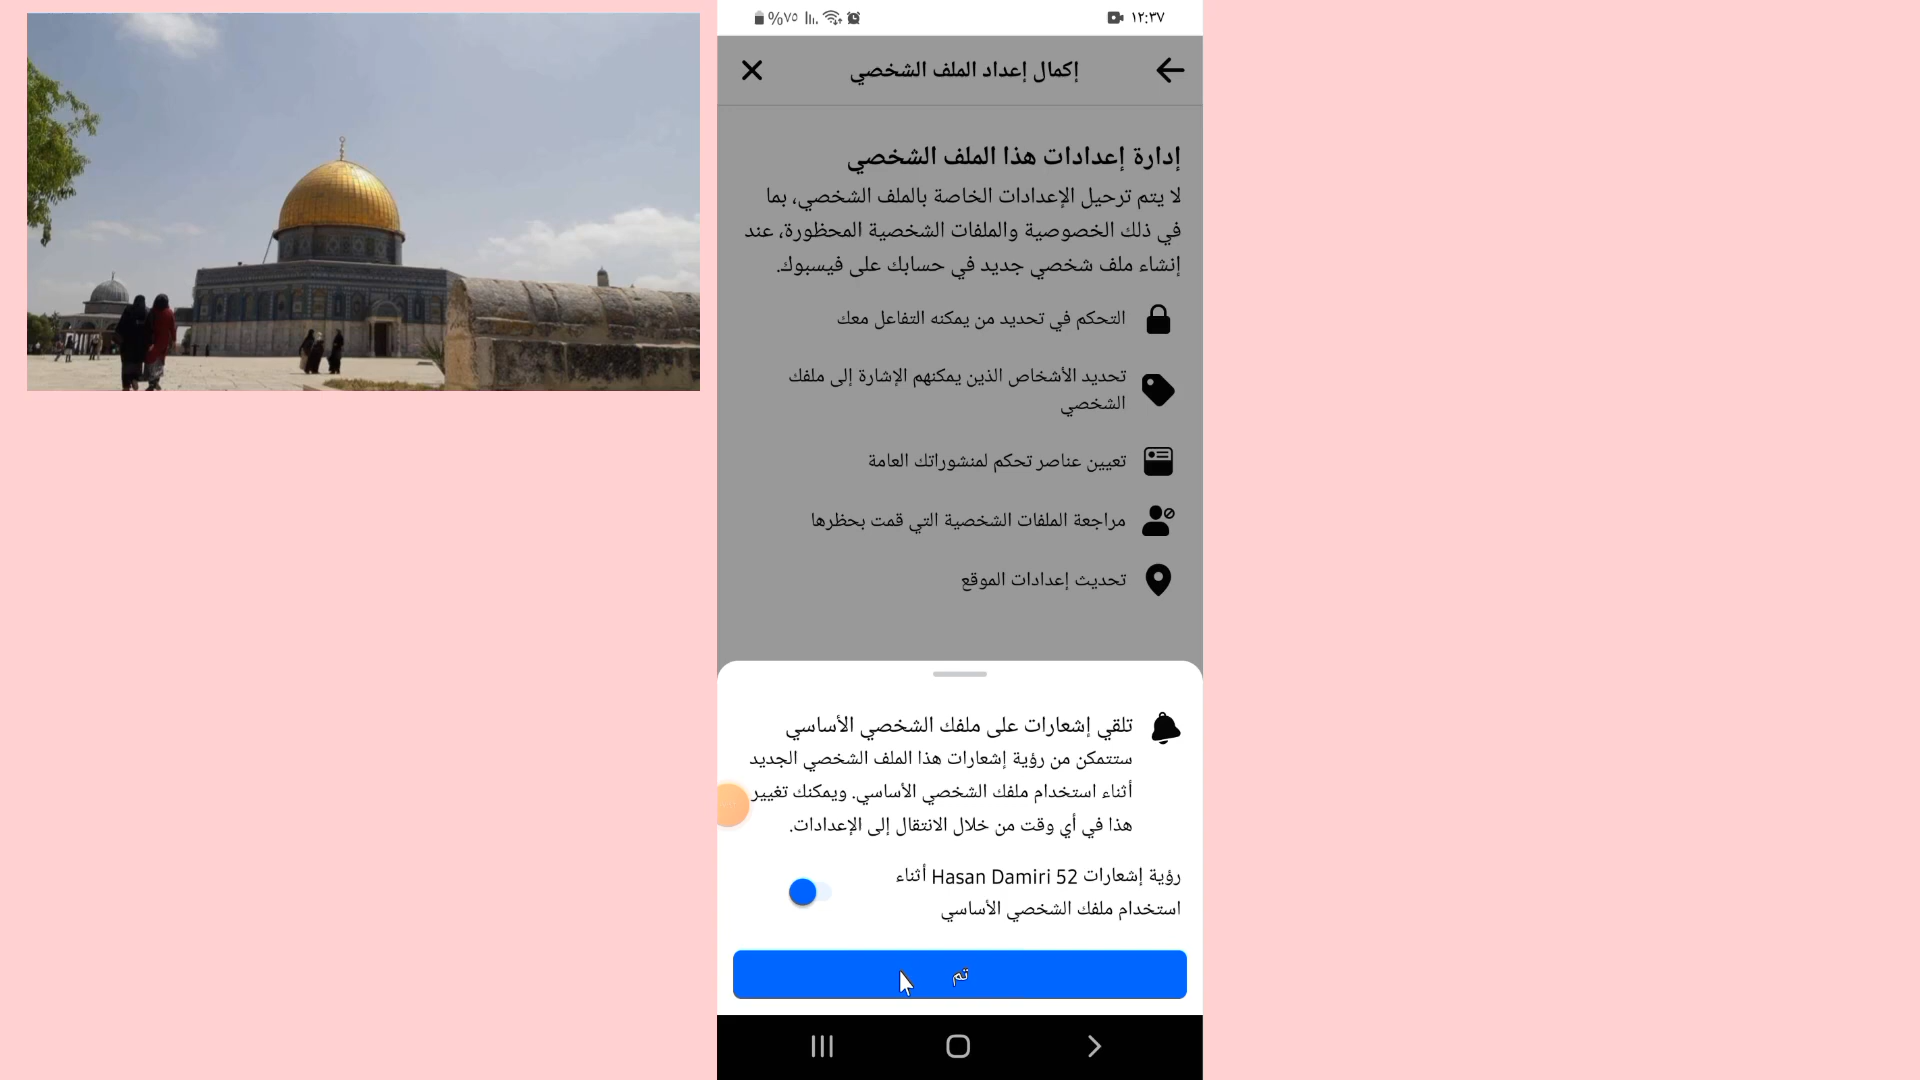 ١٢:٣٧
%٧٥
إكمال إعداد الملف الشخصي
إدارة إعدادات هذا الملف الشخصي
لا يتم ترحيل الإعدادات الخاصة بالملف الشخصي، بما
في ذلك الخصوصية والملفات الشخصية المحظورة، عند
إنشاء ملف شخصي جديد في حسابك على فيسبوك.
التحكم في تحديد من يمكنه التفاعل معك
تحديد الأشخاص الذين يمكنهم الإشارة إلى ملفك
الشخصي
تعيين عناصر تحكم لمنشوراتك العامة
مراجعة الملفات الشخصية التي قمت بحظرها
تحديث إعدادات الموقع
تلقي إشعارات على ملفك الشخصي الأساسي
ستتمكن من رؤية إشعارات هذا الملف الشخصي الجديد
أثناء استخدام ملفك الشخصي الأساسي. ويمكنك تغيير
هذا في أي وقت من خلال الانتقال إلى الإعدادات.
رؤية إشعارات Hasan Damiri 52 أثناء
استخدام ملفك الشخصي الأساسي
تم